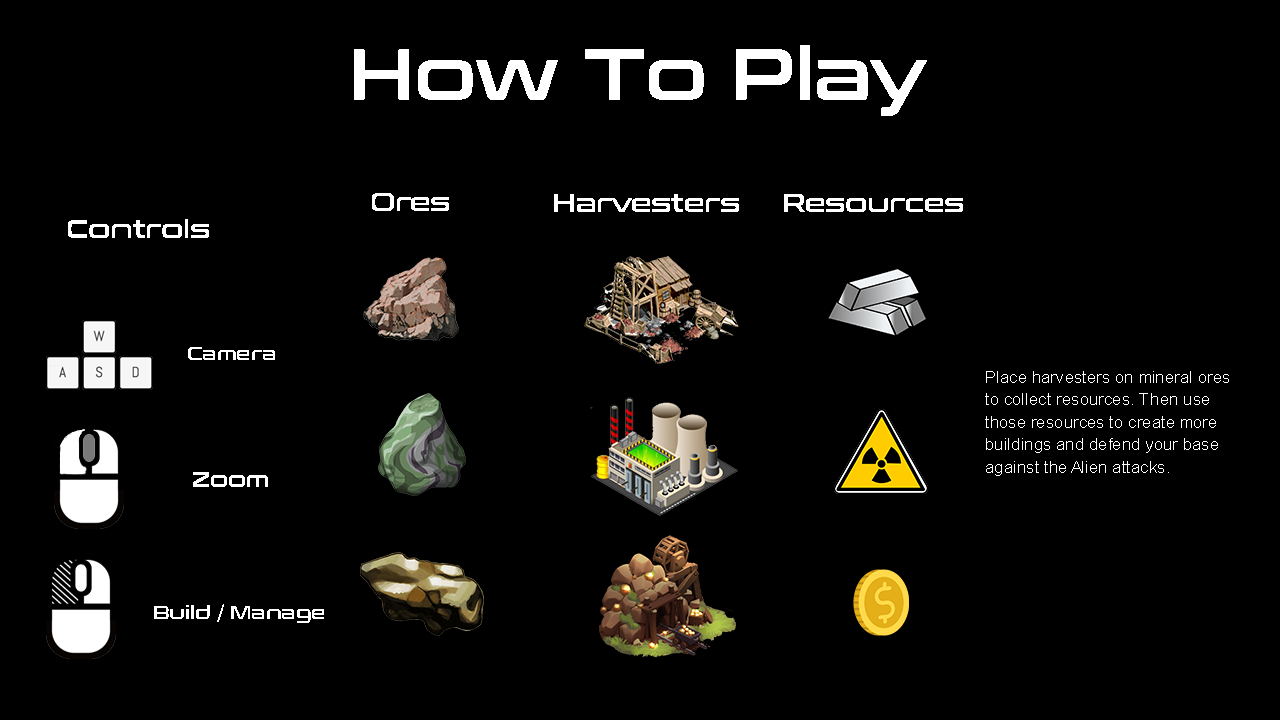 How To Play
Controls
Ores
Harvesters
Resources
W
A S D
Camera
Zoom
Build / Manage
Place harvesters on mineral ores
to collect resources. Then use
those resources to create more
buildings and defend your base
against the Alien attacks.
$